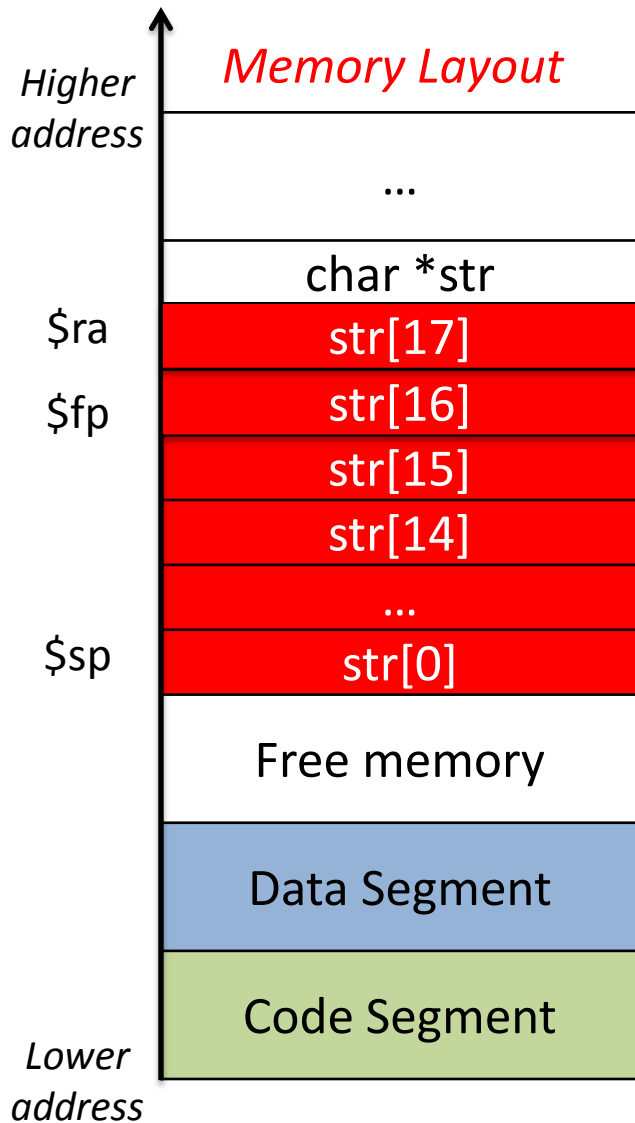 Memory Layout
Higher
address
…
char *str
$ra
str[17]
$fp
str[16]
str[15]
str[14]
…
$sp
str[0]
Free memory
Data Segment
Code Segment
Lower
address